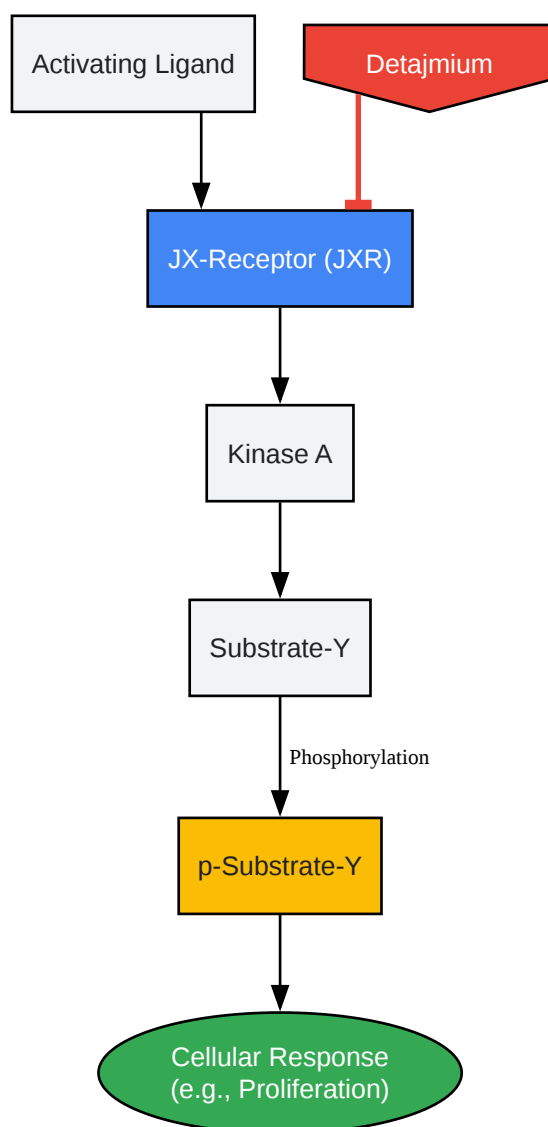 Activating Ligand
Detajmium
JX-Receptor (JXR)
Kinase A
Substrate-Y
Phosphorylation
p-Substrate-Y
Cellular Response
(e.g., Proliferation)